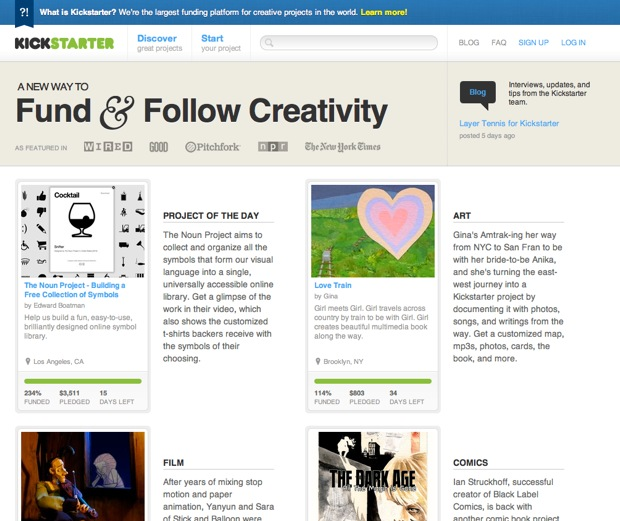 ?! What is Kickstarter? We're the largest funding platform for creative projects in the world. Learn more!
KICKSTARTER
Discover
great projects
Start
your project
BLOG FAQ SIGN UP LOG IN
A NEW WAY TO
Fund & Follow Creativity
AS FEATURED IN WIRED GOOD Pitchfork npr The New York Times
Blog
Interviews, updates, and
tips from the Kickstarter
team.
Layer Tennis for Kickstarter
posted 5 days ago
Cocktail
The Noun Project - Building a
Free Collection of Symbols
by Edward Boatman
Help us build a fun, easy-to-use,
brilliantly designed online symbol
library.
Los Angeles, CA
234% $3,511 15
FUNDED PLEDGED DAYS LEFT
PROJECT OF THE DAY
The Noun Project aims to
collect and organize all the
symbols that form our visual
language into a single,
universally accessible online
library. Get a glimpse of the
work in their video, which
also shows the customized
t-shirts backers receive with
the symbols of their
choosing.
Love Train
by Gina
Girl meets Girl. Girl travels across
country by train to be with Girl. Girl
creates beautiful multimedia book
along the way.
Brooklyn, NY
114% $803 34
FUNDED PLEDGED DAYS LEFT
ART
Gina's Amtrak-ing her way
from NYC to San Fran to be
with her bride-to-be Anika,
and she's turning the east-
west journey into a
Kickstarter project by
documenting it with photos,
songs, and writings from the
way. Get a customized map,
mp3s, photos, cards, the
book, and more.
FILM
After years of mixing stop
motion and paper
animation, Yanyun and Sara
of Stick and Balloon were
THE DARK AGE
COMICS
Ian Struckhoff, successful
creator of Black Label
Comics, is back with
another comic book project